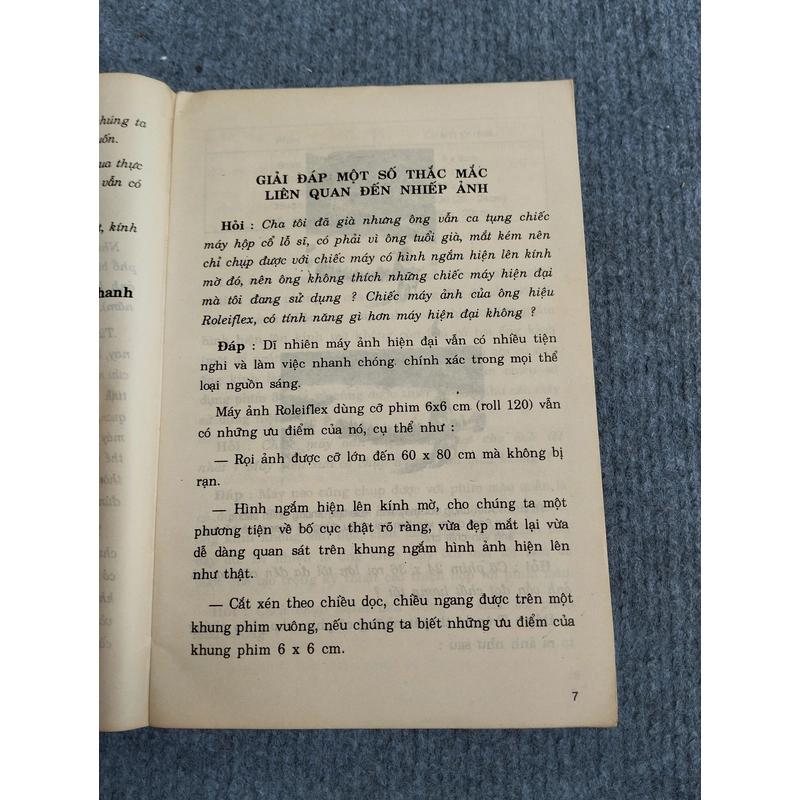 húng ta
uốn.
ua thực
vẫn có
t, kính
hanh
GIẢI ĐÁP MỘT SỐ THẮC MẮC
LIÊN QUAN ĐẾN NHIẾP ẢNH
Hỏi : Cha tôi đã già nhưng ông vẫn ca tụng chiếc
máy hộp cổ lỗ sĩ, có phải vì ông tuổi già, mắt kém nên
chỉ chụp được với chiếc máy có hình ngắm hiện lên kính
mờ đó, nên ông không thích những chiếc máy hiện đại
mà tôi đang sử dụng ? Chiếc máy ảnh của ông hiệu
Roleiflex, có tính năng gì hơn máy hiện đại không ?
Đáp : Dĩ nhiên máy ảnh hiện đại vẫn có nhiều tiện
nghi và làm việc nhanh chóng. chính xác trong mọi thể
loại nguồn sáng.
Máy ảnh Roleiflex dùng cỡ phim 6x6 cm (roll 120) vẫn
có những ưu điểm của nó, cụ thể như :
— Rọi ảnh được cỡ lớn đến 60 x 80 cm mà không bị
rạn.
— Hình ngắm hiện lên kính mờ, cho chúng ta một
phương tiện về bố cục thật rõ ràng, vừa đẹp mắt lại vừa
dễ dàng quan sát trên khung ngắm hình ảnh hiện lên
như thật.
— Cắt xén theo chiều dọc, chiều ngang được trên một
khung phim vuông, nếu chúng ta biết những ưu điểm của
khung phim 6 x 6 cm.
7